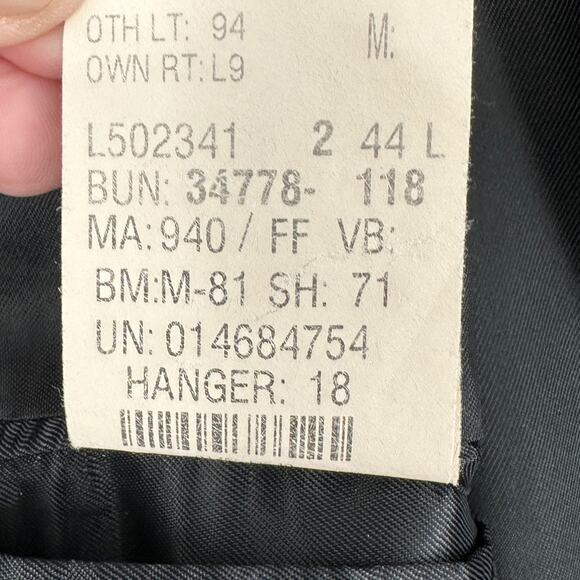 OTH LT: 94 M:
OWN RT: L9
L502341 2 44 L
BUN: 34778- 118
MA: 940 / FF VB:
BM:M-81 SH: 71
UN: 014684754
HANGER: 18